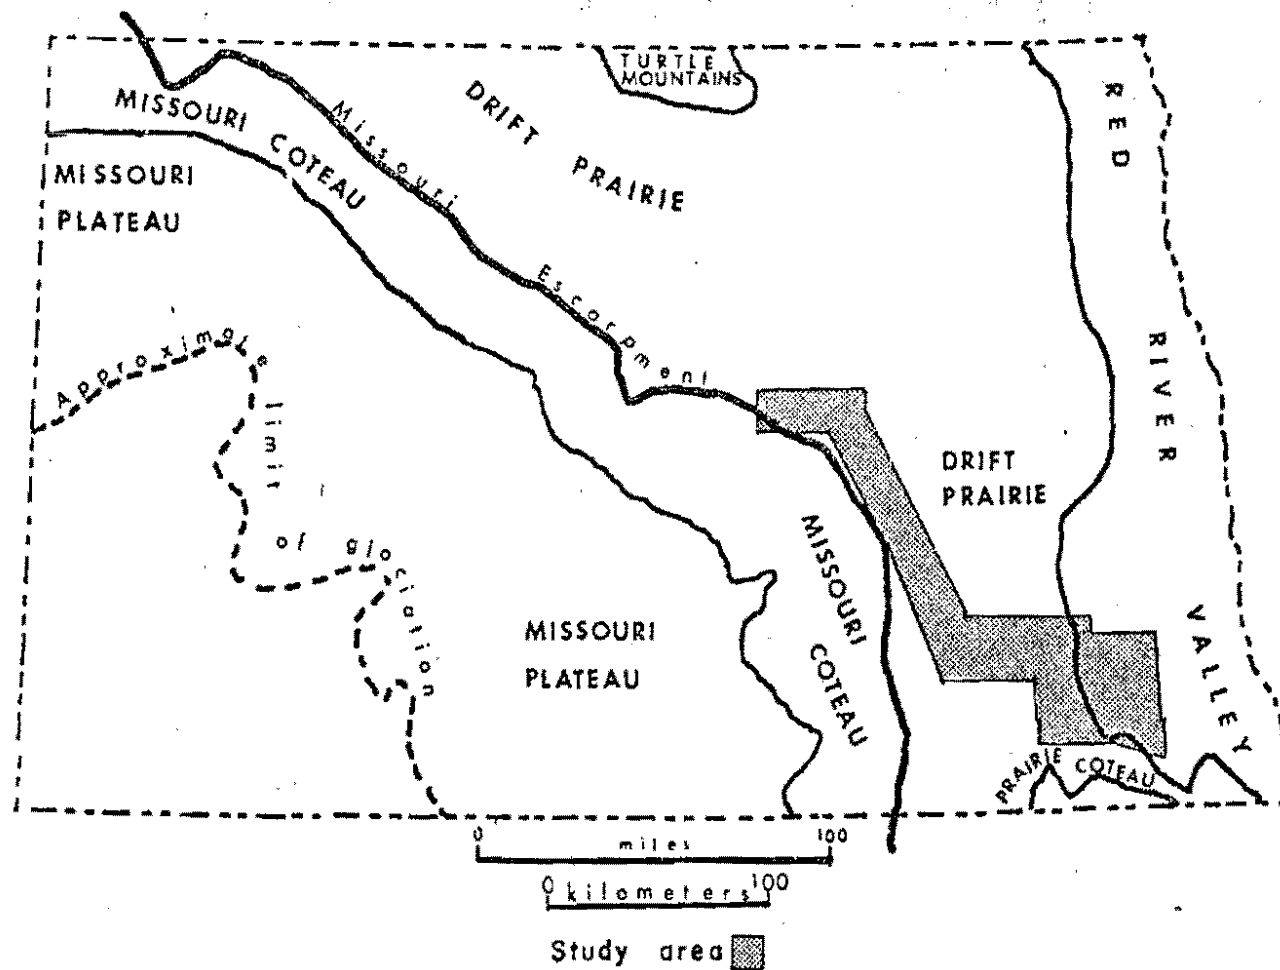 TURTLE
MOUNTAINS
DRIFT
PRAIRIE
MISSOURI
COTEAU
Missouri
Escarpment
MISSOURI
PLATEAU
RED
RIVER
VALLEY
Approximate
limit
of glaciation
DRIFT
PRAIRIE
MISSOURI
COTEAU
MISSOURI
PLATEAU
PRAIRIE COTEAU
0 100
miles
0 100
kilometers
Study area